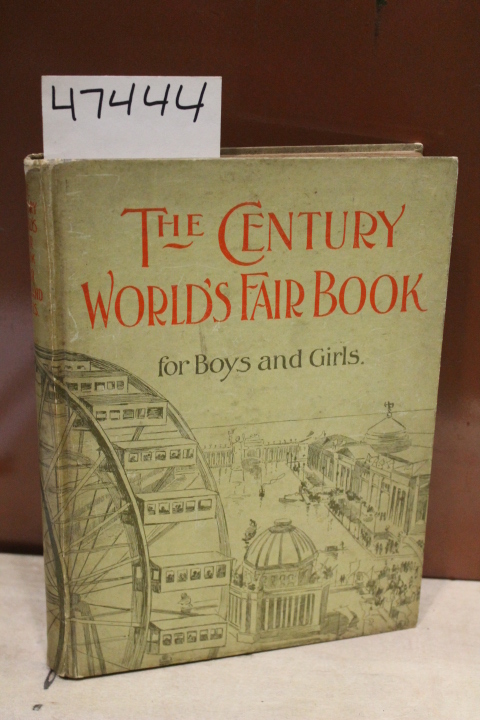 47444
THE CENTURY
WORLD'S FAIR BOOK
for Boys and Girls.